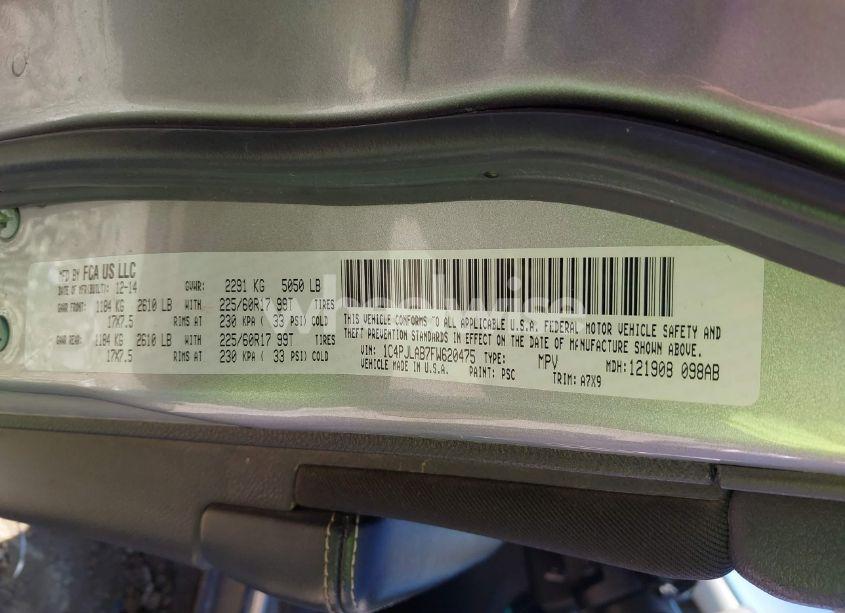 MFD BY FCA US LLC
DATE OF MFR(BUILT): 12-14 GVWR: 2291 KG 5050 LB
GAWR FRONT: 1184 KG 2610 LB WITH 225/60R17 99T TIRES
17X7.5 RIMS AT 230 KPA ( 33 PSI) COLD
GAWR REAR: 1184 KG 2610 LB WITH 225/60R17 99T TIRES
17X7.5 RIMS AT 230 KPA ( 33 PSI) COLD
THIS VEHICLE CONFORMS TO ALL APPLICABLE U.S.A. FEDERAL MOTOR VEHICLE SAFETY AND
THEFT PREVENTION STANDARDS IN EFFECT ON THE DATE OF MANUFACTURE SHOWN ABOVE.
VIN: 1C4PJLAB7FW620475 TYPE: MPV MDH: 121908 098AB
VEHICLE MADE IN U.S.A. PAINT: PSC TRIM: A7X9
wheelwise